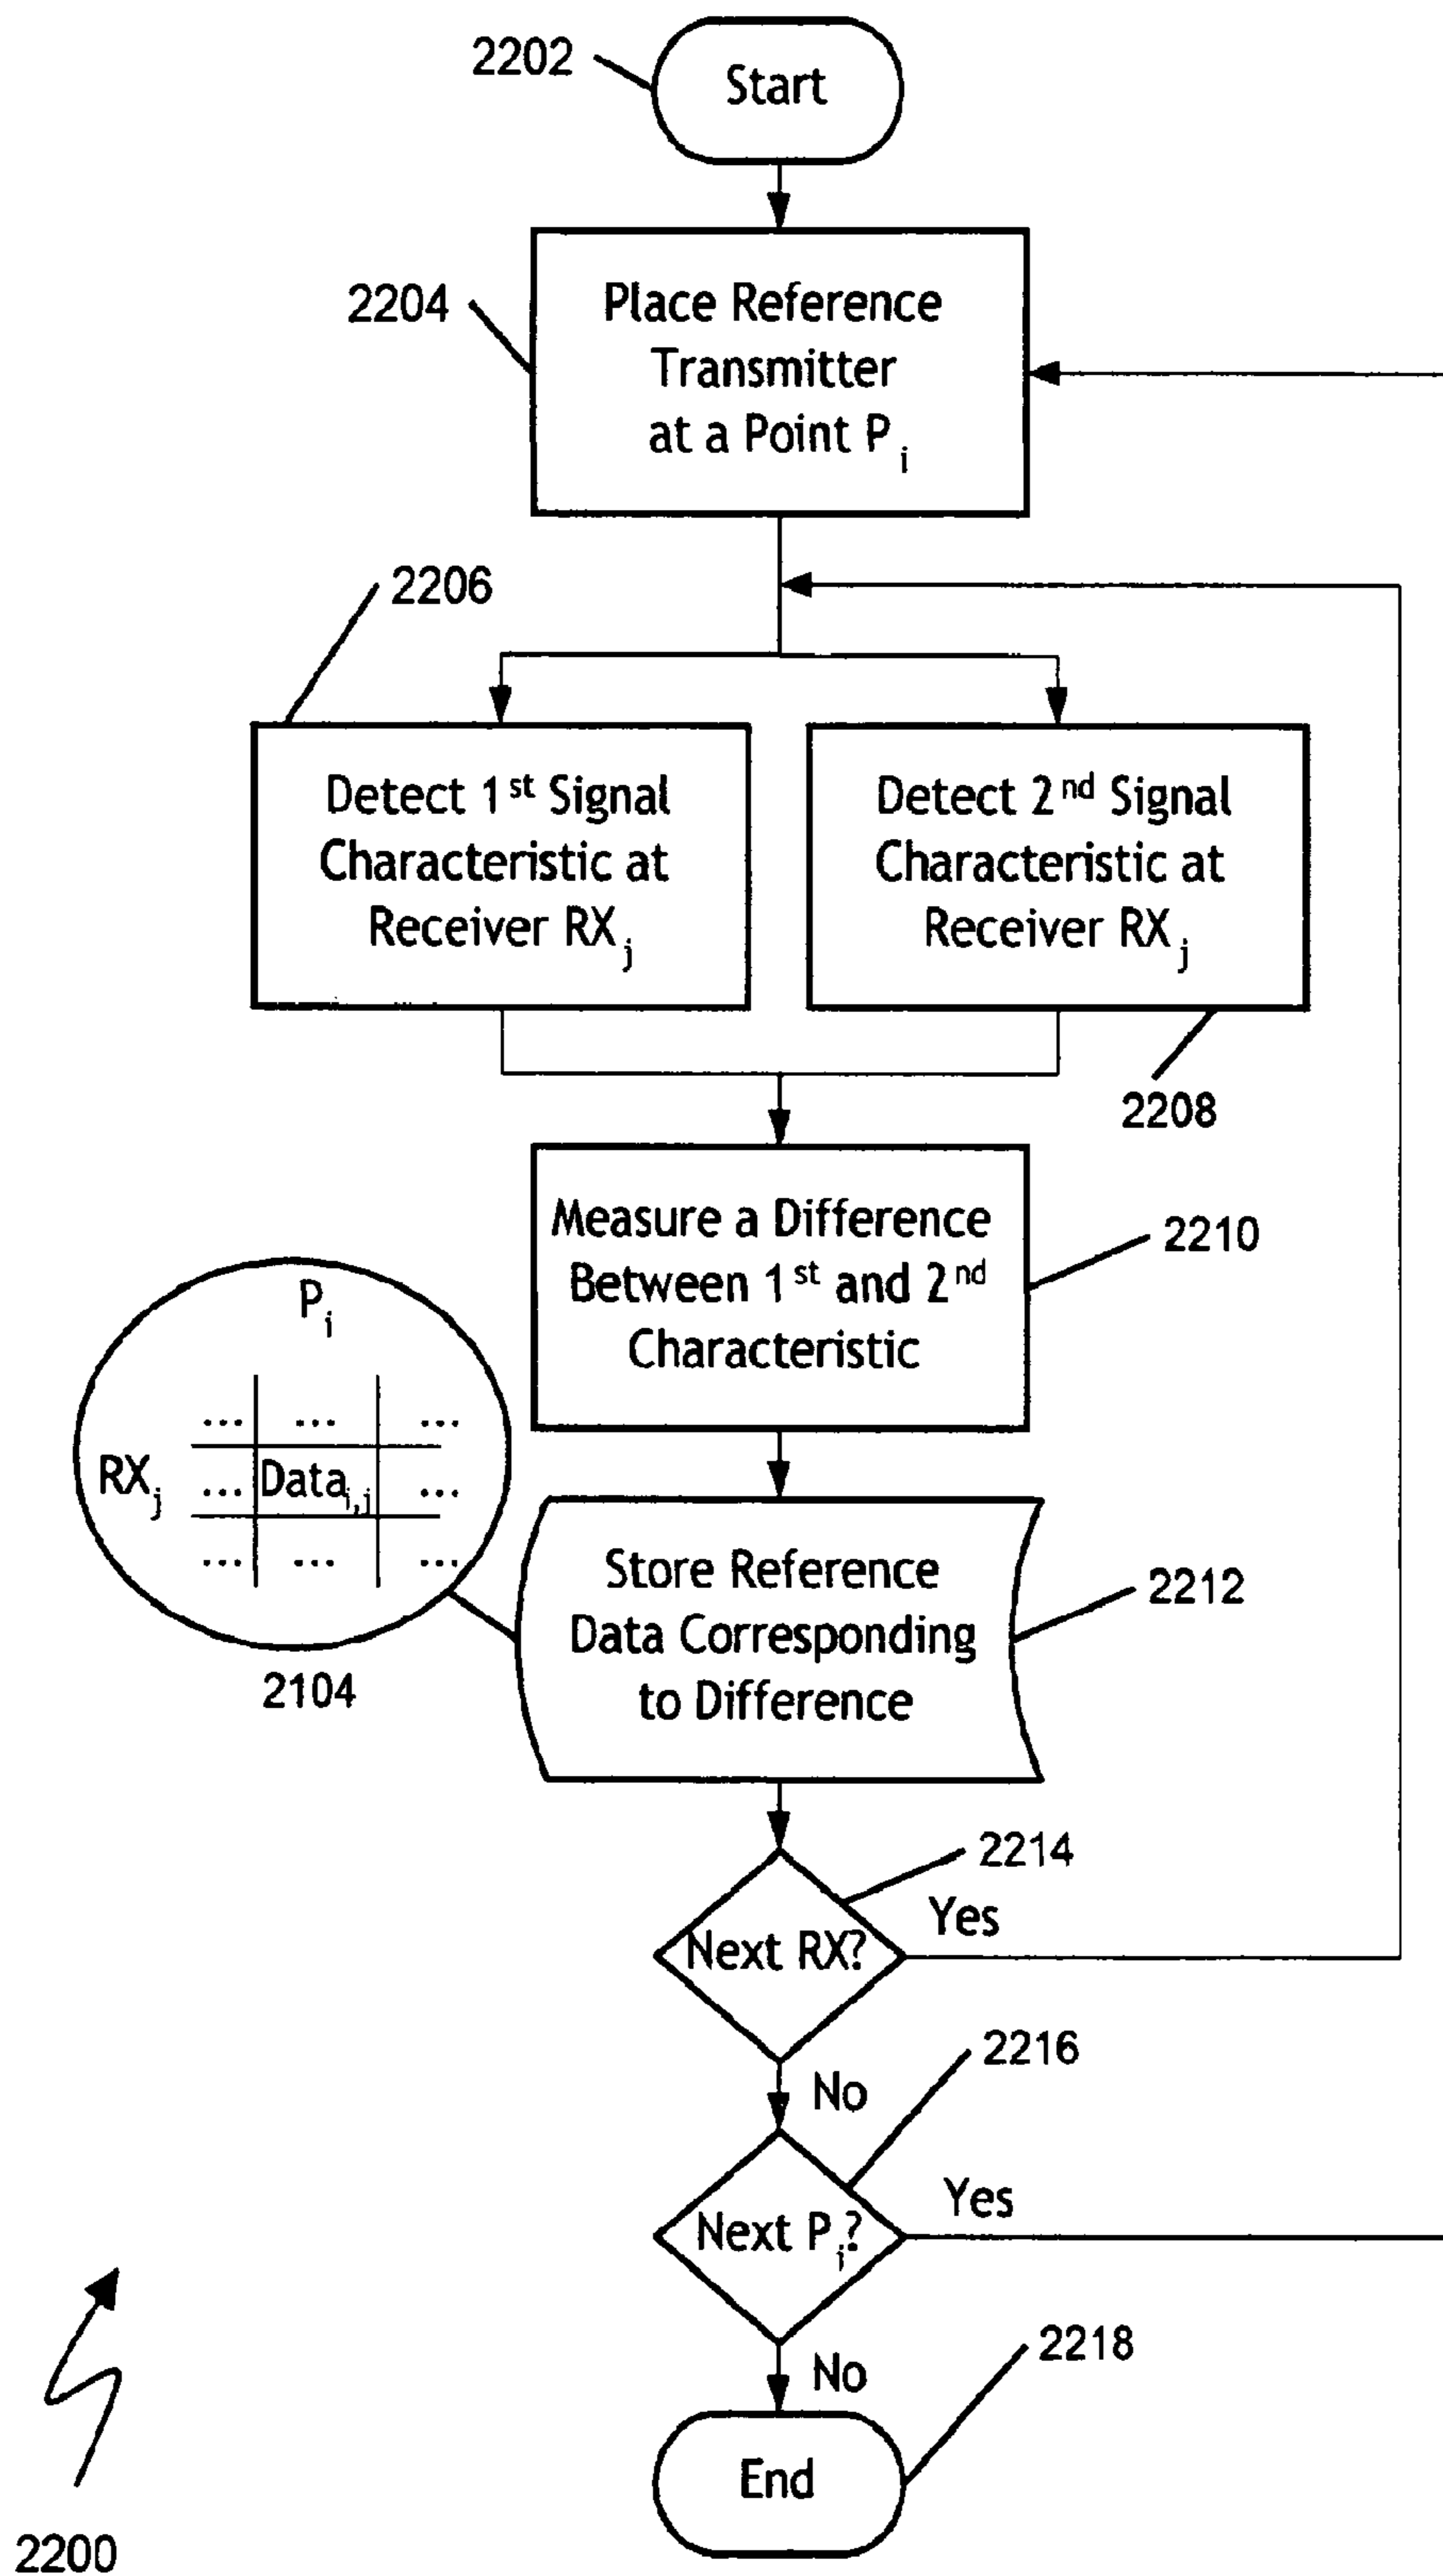 2202
Start
2204
Place Reference
Transmitter
at a Point P i
2206
Detect 1st Signal
Characteristic at
Receiver RX j
Detect 2nd Signal
Characteristic at
Receiver RX j
2208
Measure a Difference
Between 1st and 2nd
Characteristic
2210
P i
... ... ...
RX j ... Data i,j ...
... ... ...
2104
Store Reference
Data Corresponding
to Difference
2212
2214
Next RX?
Yes
No
2216
Next P i?
Yes
No
2218
End
2200